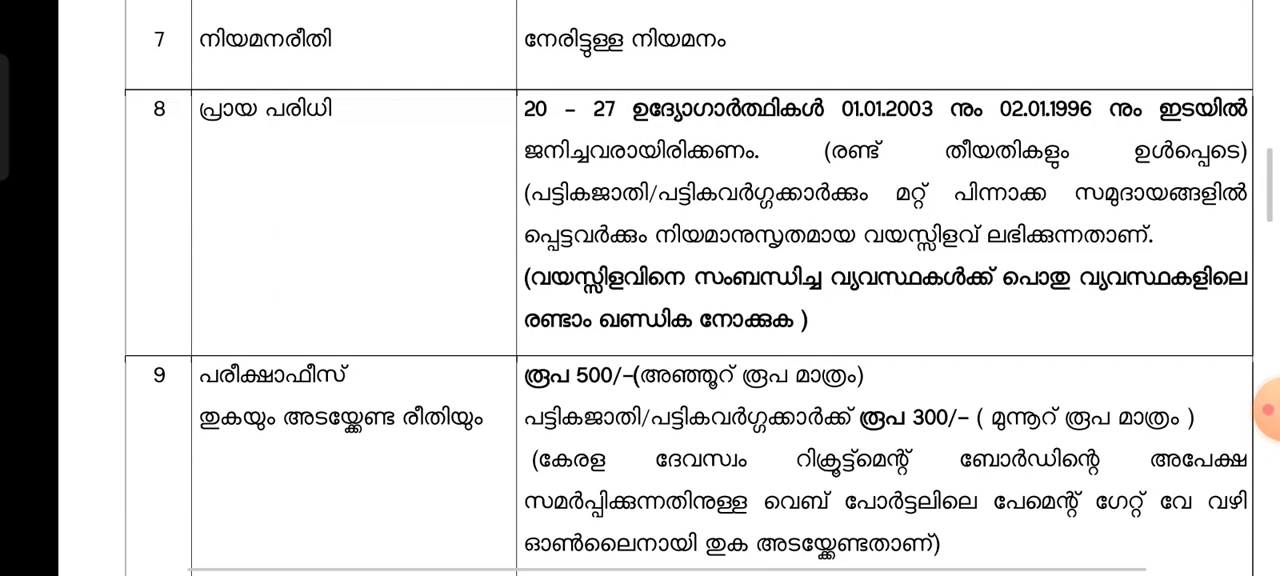 7 നിയമനരീതി നേരിട്ടുള്ള നിയമനം
8 പ്രായ പരിധി 20 – 27 ഉദ്യോഗാർത്ഥികൾ 01.01.2003 നും 02.01.1996 നും ഇടയിൽ
ജനിച്ചവരായിരിക്കണം. (രണ്ട് തീയതികളും ഉൾപ്പെടെ)
(പട്ടികജാതി/പട്ടികവർഗ്ഗക്കാർക്കും മറ്റ് പിന്നാക്ക സമുദായങ്ങളിൽ
പ്പെട്ടവർക്കും നിയമാനുസൃതമായ വയസ്സിളവ് ലഭിക്കുന്നതാണ്.
(വയസ്സിളവിനെ സംബന്ധിച്ച വ്യവസ്ഥകൾക്ക് പൊതു വ്യവസ്ഥകളിലെ
രണ്ടാം ഖണ്ഡിക നോക്കുക )
9 പരീക്ഷാഫീസ് രൂപ 500/–(അഞ്ഞൂറ് രൂപ മാത്രം)
തുകയും അടയ്ക്കേണ്ട രീതിയും പട്ടികജാതി/പട്ടികവർഗ്ഗക്കാർക്ക് രൂപ 300/– ( മുന്നൂറ് രൂപ മാത്രം )
(കേരള ദേവസ്വം റിക്രൂട്ട്മെന്റ് ബോർഡിന്റെ അപേക്ഷ
സമർപ്പിക്കുന്നതിനുള്ള വെബ് പോർട്ടലിലെ പേമെന്റ് ഗേറ്റ് വേ വഴി
ഓൺലൈനായി തുക അടയ്ക്കേണ്ടതാണ്)